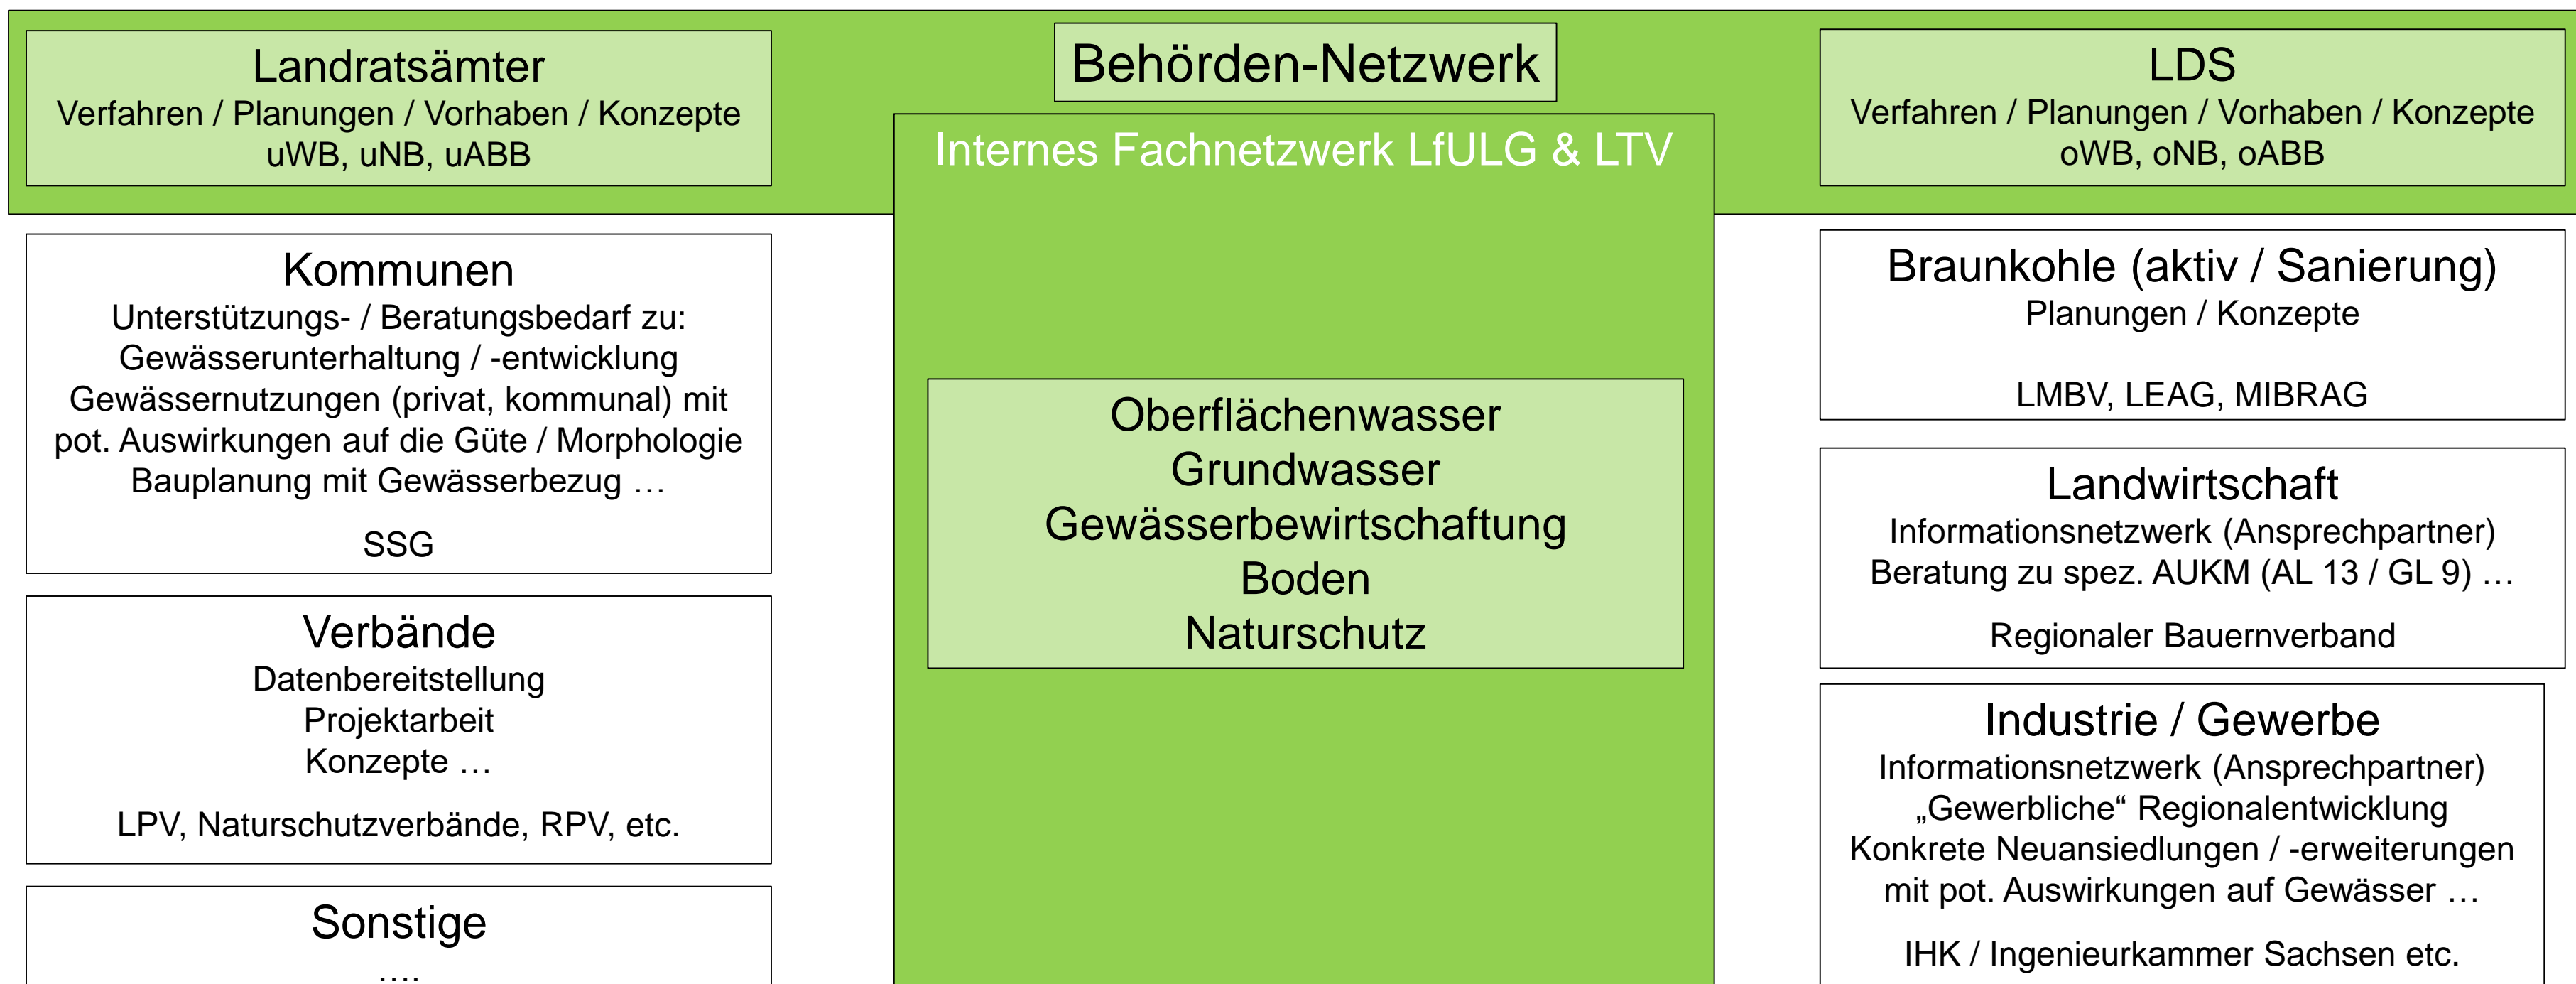 Landratsämter
Verfahren / Planungen / Vorhaben / Konzepte
uWB, uNB, uABB
Behörden-Netzwerk
LDS
Verfahren / Planungen / Vorhaben / Konzepte
oWB, oNB, oABB
Internes Fachnetzwerk LfULG & LTV
Oberflächenwasser
Grundwasser
Gewässerbewirtschaftung
Boden
Naturschutz
Kommunen
Unterstützungs- / Beratungsbedarf zu:
Gewässerunterhaltung / -entwicklung
Gewässernutzungen (privat, kommunal) mit
pot. Auswirkungen auf die Güte / Morphologie
Bauplanung mit Gewässerbezug …
SSG
Verbände
Datenbereitstellung
Projektarbeit
Konzepte …
LPV, Naturschutzverbände, RPV, etc.
Sonstige
….
Braunkohle (aktiv / Sanierung)
Planungen / Konzepte
LMBV, LEAG, MIBRAG
Landwirtschaft
Informationsnetzwerk (Ansprechpartner)
Beratung zu spez. AUKM (AL 13 / GL 9) …
Regionaler Bauernverband
Industrie / Gewerbe
Informationsnetzwerk (Ansprechpartner)
„Gewerbliche“ Regionalentwicklung
Konkrete Neuansiedlungen / -erweiterungen
mit pot. Auswirkungen auf Gewässer …
IHK / Ingenieurkammer Sachsen etc.